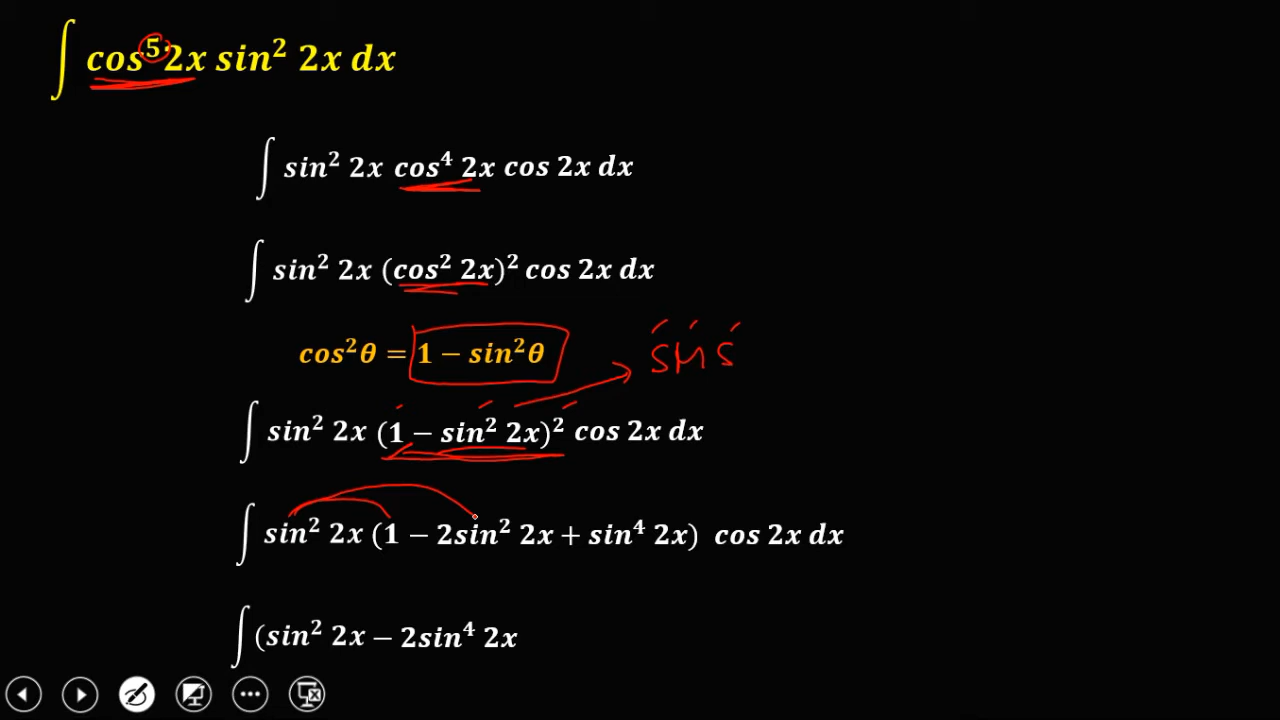 ∫ cos⁵ 2x sin² 2x dx
∫ sin² 2x cos⁴ 2x cos 2x dx
∫ sin² 2x (cos² 2x)² cos 2x dx
cos²θ = 1 − sin²θ
SMS
∫ sin² 2x (1 − sin² 2x)² cos 2x dx
∫ sin² 2x (1 − 2sin² 2x + sin⁴ 2x) cos 2x dx
∫ (sin² 2x − 2sin⁴ 2x